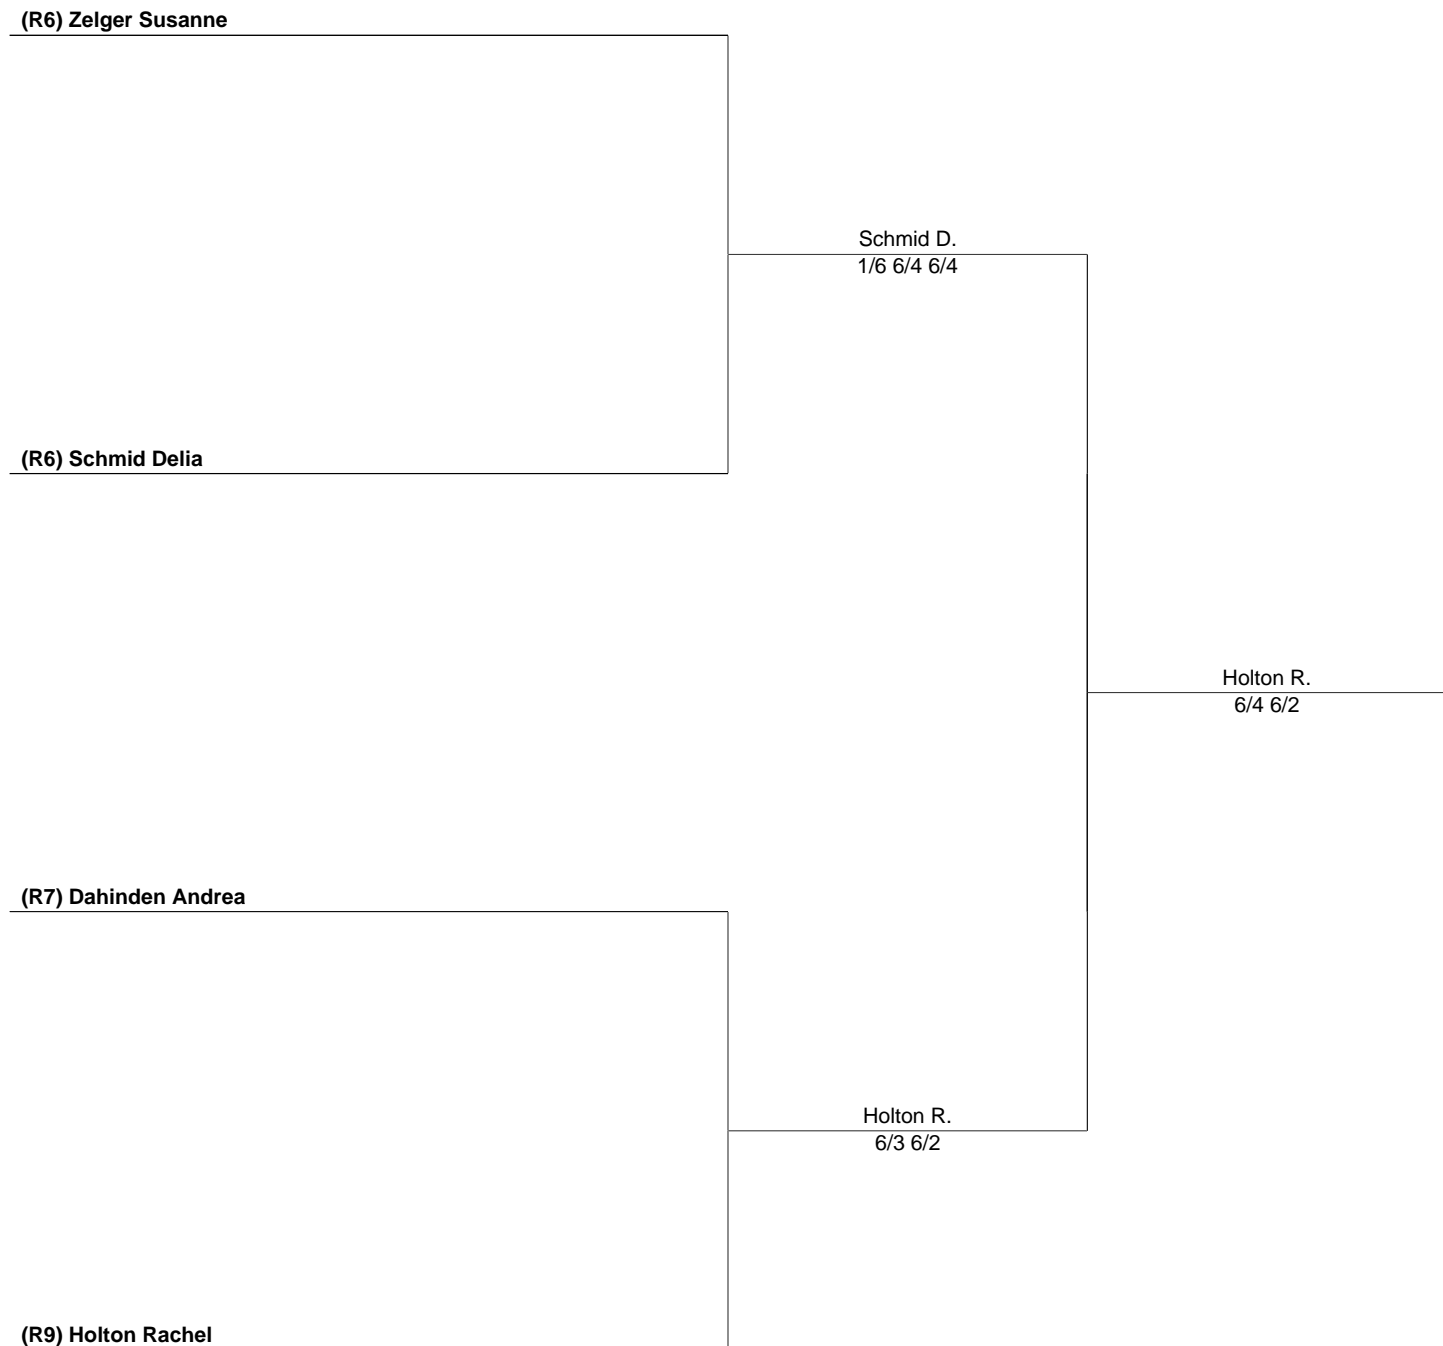 (R6) Zelger Susanne
Schmid D.
1/6 6/4 6/4
(R6) Schmid Delia
Holton R.
6/4 6/2
(R7) Dahinden Andrea
Holton R.
6/3 6/2
(R9) Holton Rachel